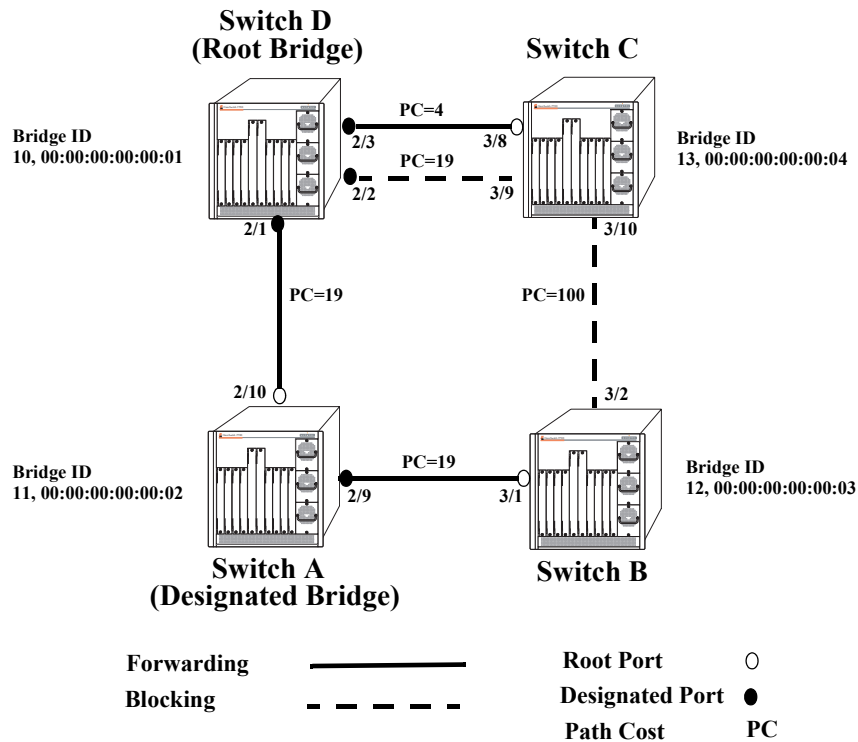 Switch D
(Root Bridge)
Switch C
Bridge ID
10, 00:00:00:00:00:01
PC=4
2/3
3/8
PC=19
2/2
3/9
Bridge ID
13, 00:00:00:00:00:04
2/1
3/10
PC=19
PC=100
2/10
3/2
Bridge ID
11, 00:00:00:00:00:02
PC=19
2/9
3/1
Bridge ID
12, 00:00:00:00:00:03
Switch A
(Designated Bridge)
Switch B
Forwarding
Root Port
Blocking
Designated Port
Path Cost
PC